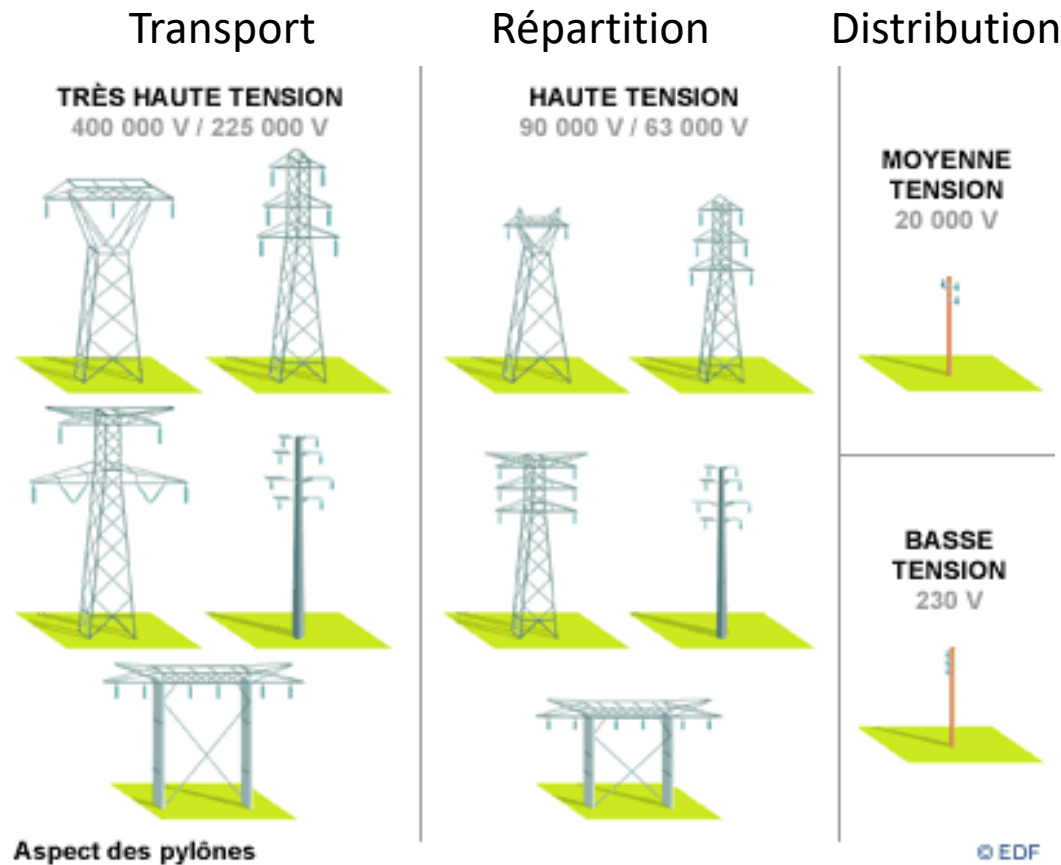 Transport
Répartition
Distribution
TRÈS HAUTE TENSION
400 000 V / 225 000 V
HAUTE TENSION
90 000 V / 63 000 V
MOYENNE
TENSION
20 000 V
BASSE
TENSION
230 V
Aspect des pylônes
© EDF